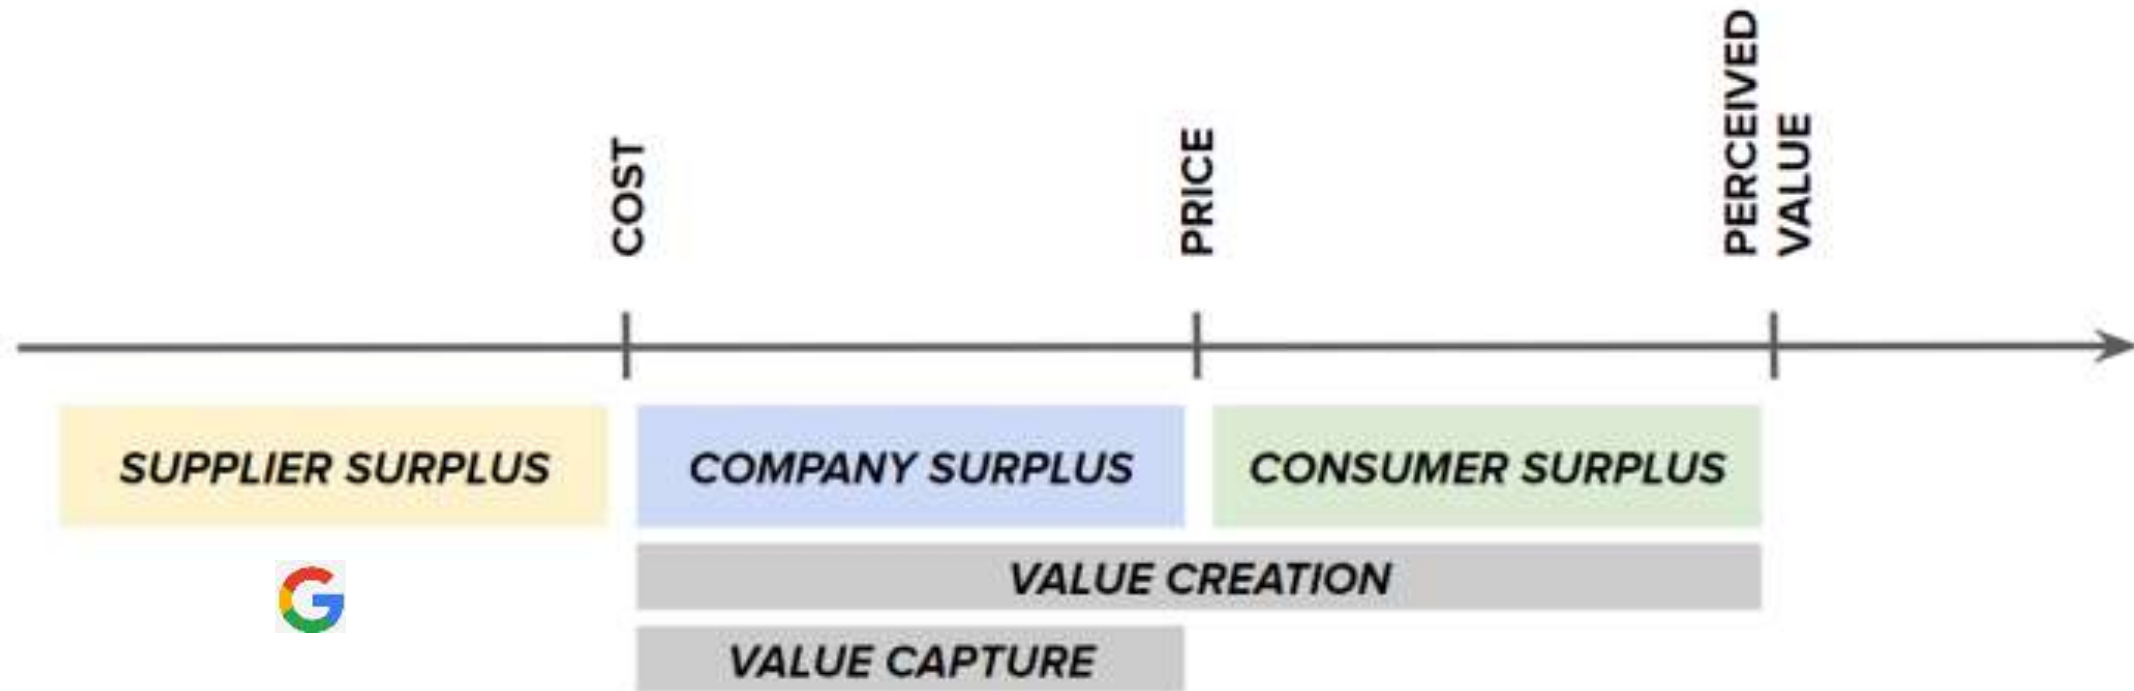 COST
PRICE
PERCEIVED
VALUE
SUPPLIER SURPLUS
COMPANY SURPLUS
CONSUMER SURPLUS
VALUE CREATION
G
VALUE CAPTURE